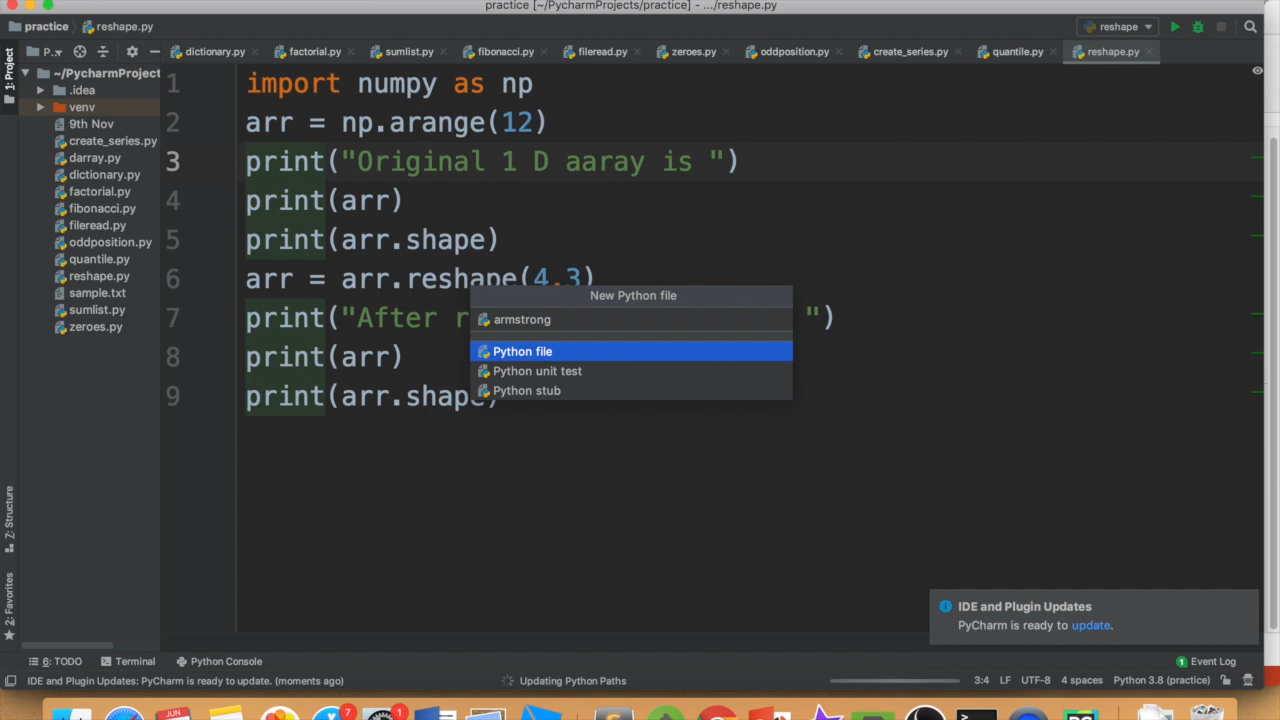 practice [~/PycharmProjects/practice] - .../reshape.py
practice reshape.py reshape
1: Project P.. dictionary.py factorial.py sumlist.py fibonacci.py fileread.py zeroes.py oddposition.py create_series.py quantile.py reshape.py
~/PycharmProject
.idea
venv
9th Nov
create_series.py
darray.py
dictionary.py
factorial.py
fibonacci.py
fileread.py
oddposition.py
quantile.py
reshape.py
sample.txt
sumlist.py
zeroes.py
1 import numpy as np
2 arr = np.arange(12)
3 print("Original 1 D aaray is ")
4 print(arr)
5 print(arr.shape)
6 arr = arr.reshape(4,3)
7 print("After r ")
8 print(arr)
9 print(arr.shape)
New Python file
armstrong
Python file
Python unit test
Python stub
Z: Structure
2: Favorites
IDE and Plugin Updates
PyCharm is ready to update.
6: TODO Terminal Python Console 1 Event Log
IDE and Plugin Updates: PyCharm is ready to update. (moments ago) Updating Python Paths 3:4 LF UTF-8 4 spaces Python 3.8 (practice)
JUN 7 1